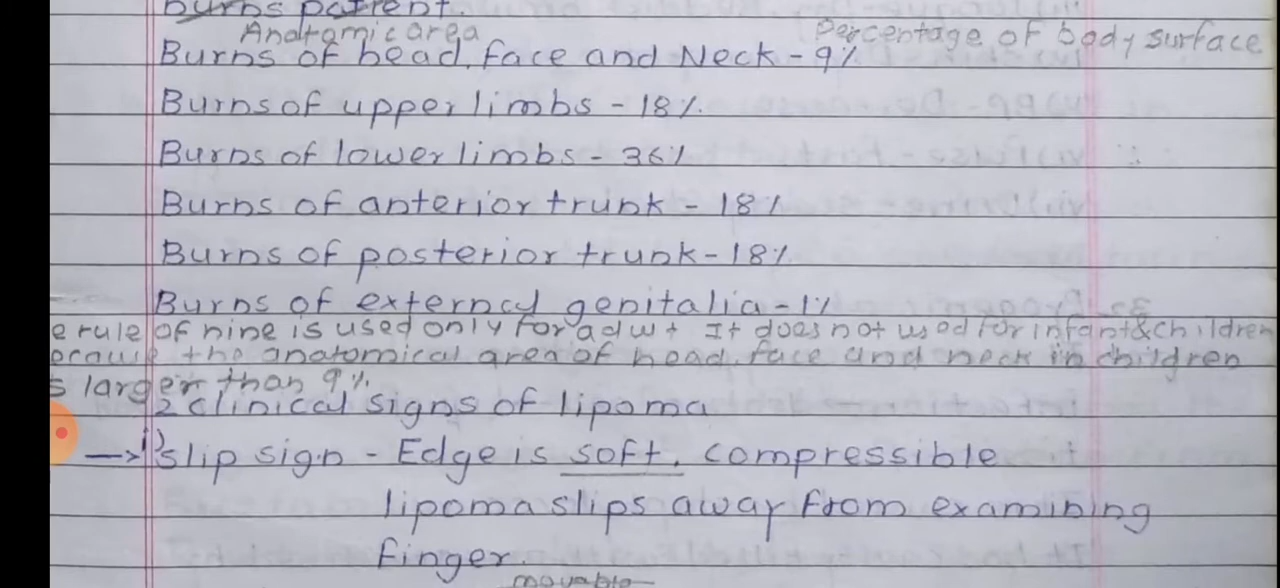 Burns patient
Anatomic area Percentage of body surface
Burns of head, face and Neck - 9%
Burns of upper limbs - 18%.
Burns of lower limbs - 36%
Burns of anterior trunk - 18%
Burns of posterior trunk - 18%
Burns of external genitalia - 1%
e rule of nine is used only for adult It does not used for infant & children
ecause the anatomical area of head, face and neck in children
s larger than 9%.
2 clinical signs of lipoma
→ i) slip sign - Edge is soft, compressible
lipoma slips away from examining
finger.
movable